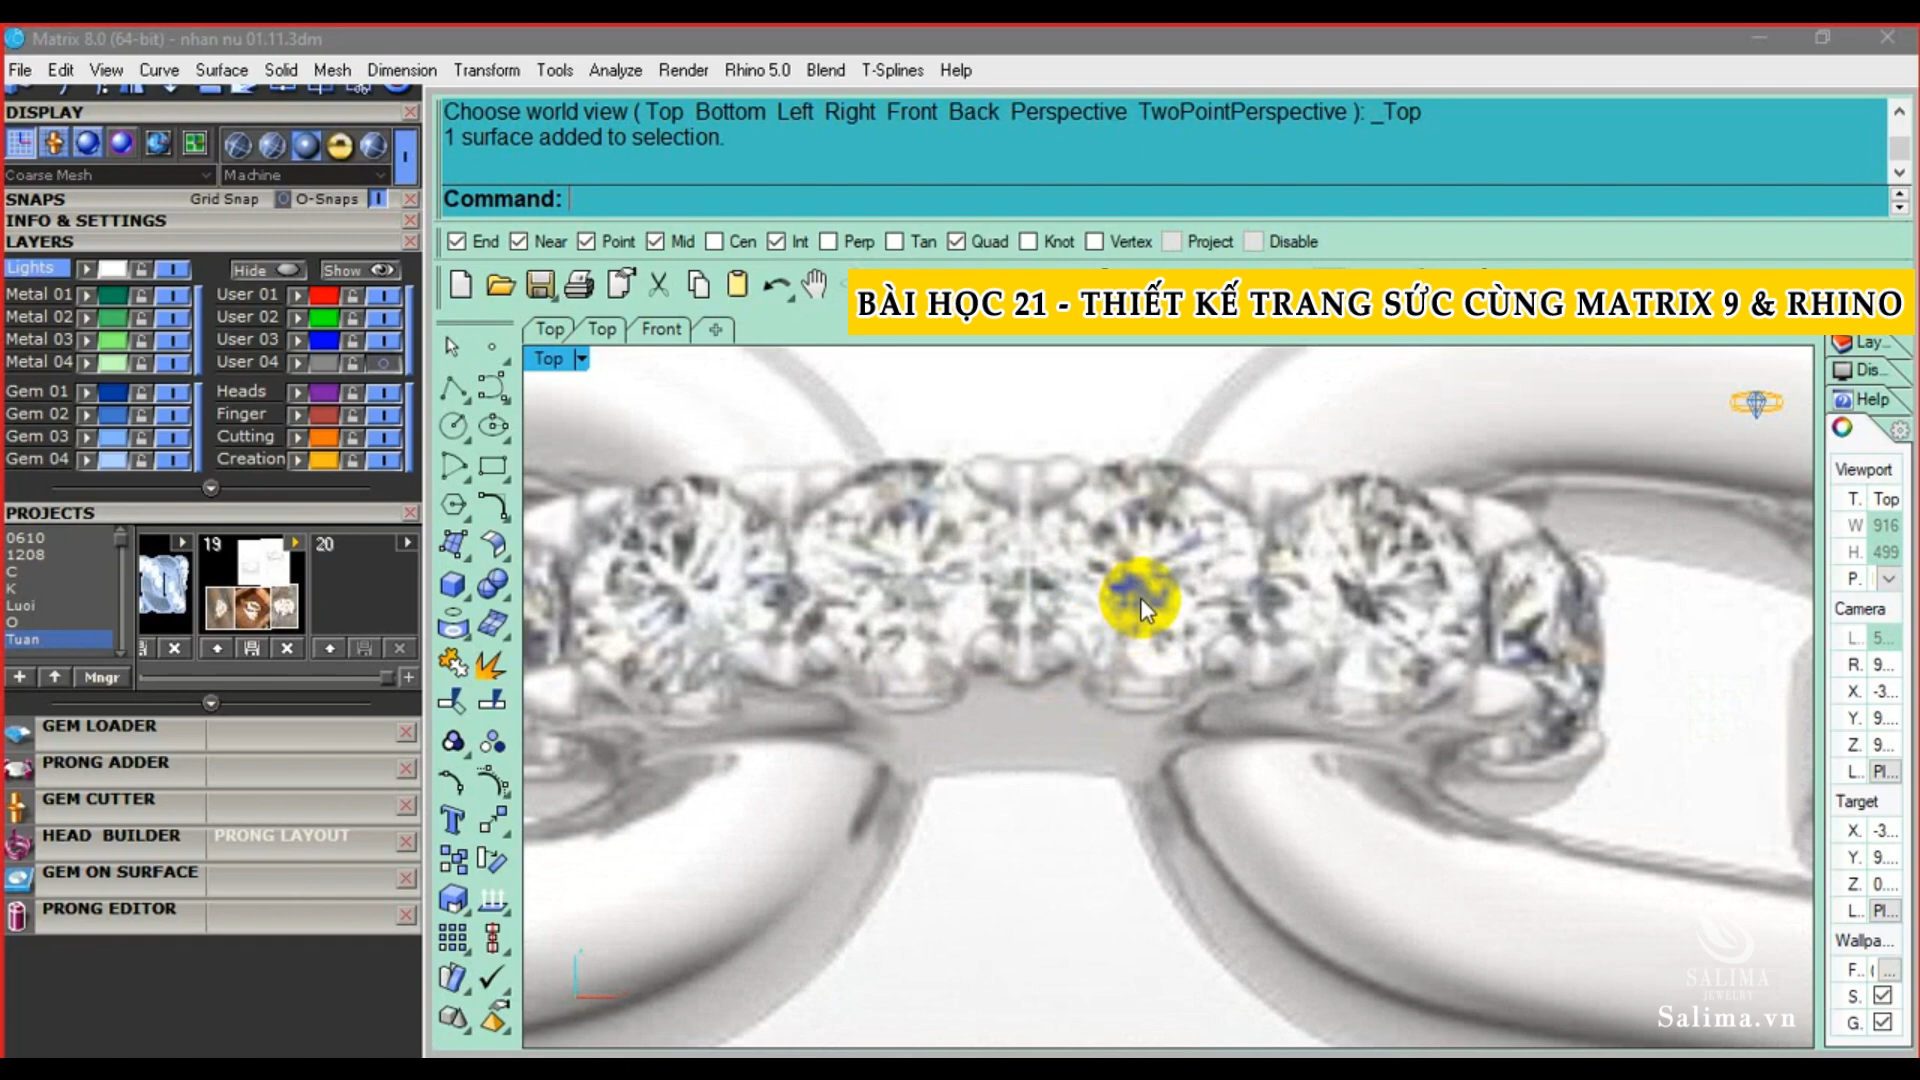 Matrix 8.0 (64-bit) - nhan nu 01.11.3dm
File Edit View Curve Surface Solid Mesh Dimension Transform Tools Analyze Render Rhino 5.0 Blend T-Splines Help
DISPLAY
Coarse Mesh Machine
SNAPS Grid Snap O-Snaps
INFO & SETTINGS
LAYERS
Lights Hide Show
Metal 01 User 01
Metal 02 User 02
Metal 03 User 03
Metal 04 User 04
Gem 01 Heads
Gem 02 Finger
Gem 03 Cutting
Gem 04 Creation
PROJECTS
0610
1208
C
K
Luoi
O
Tuan
19 20
Mngr
GEM LOADER
PRONG ADDER
GEM CUTTER
HEAD BUILDER PRONG LAYOUT
GEM ON SURFACE
PRONG EDITOR
Choose world view ( Top Bottom Left Right Front Back Perspective TwoPointPerspective ): _Top
1 surface added to selection.
Command:
End Near Point Mid Cen Int Perp Tan Quad Knot Vertex Project Disable
BÀI HỌC 21 - THIẾT KẾ TRANG SỨC CÙNG MATRIX 9 & RHINO
Top Top Front
Top
Lay...
Dis...
Help
Viewport
T. Top
W 916
H. 499
P.
Camera
L.. 5...
R. 9...
X. -3...
Y. 9....
Z. 9...
L.. Pl...
Target
X. -3...
Y. 9....
Z. 0....
L.. Pl...
Wallpa...
F.. ( ...
S.
G.
SALIMA
JEWELRY
Salima.vn